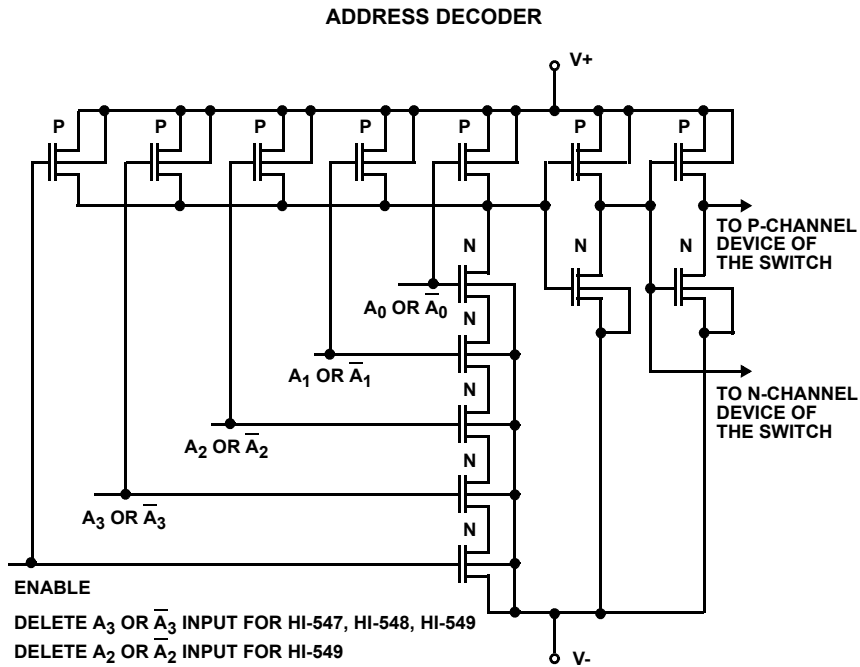 ADDRESS DECODER
V+
P
P
P
P
P
P
P
TO P-CHANNEL
DEVICE OF
THE SWITCH
N
N
N
A0 OR A̅0
N
A1 OR A̅1
TO N-CHANNEL
DEVICE OF
THE SWITCH
N
A2 OR A̅2
N
A3 OR A̅3
N
ENABLE
DELETE A3 OR A̅3 INPUT FOR HI-547, HI-548, HI-549
DELETE A2 OR A̅2 INPUT FOR HI-549
V-